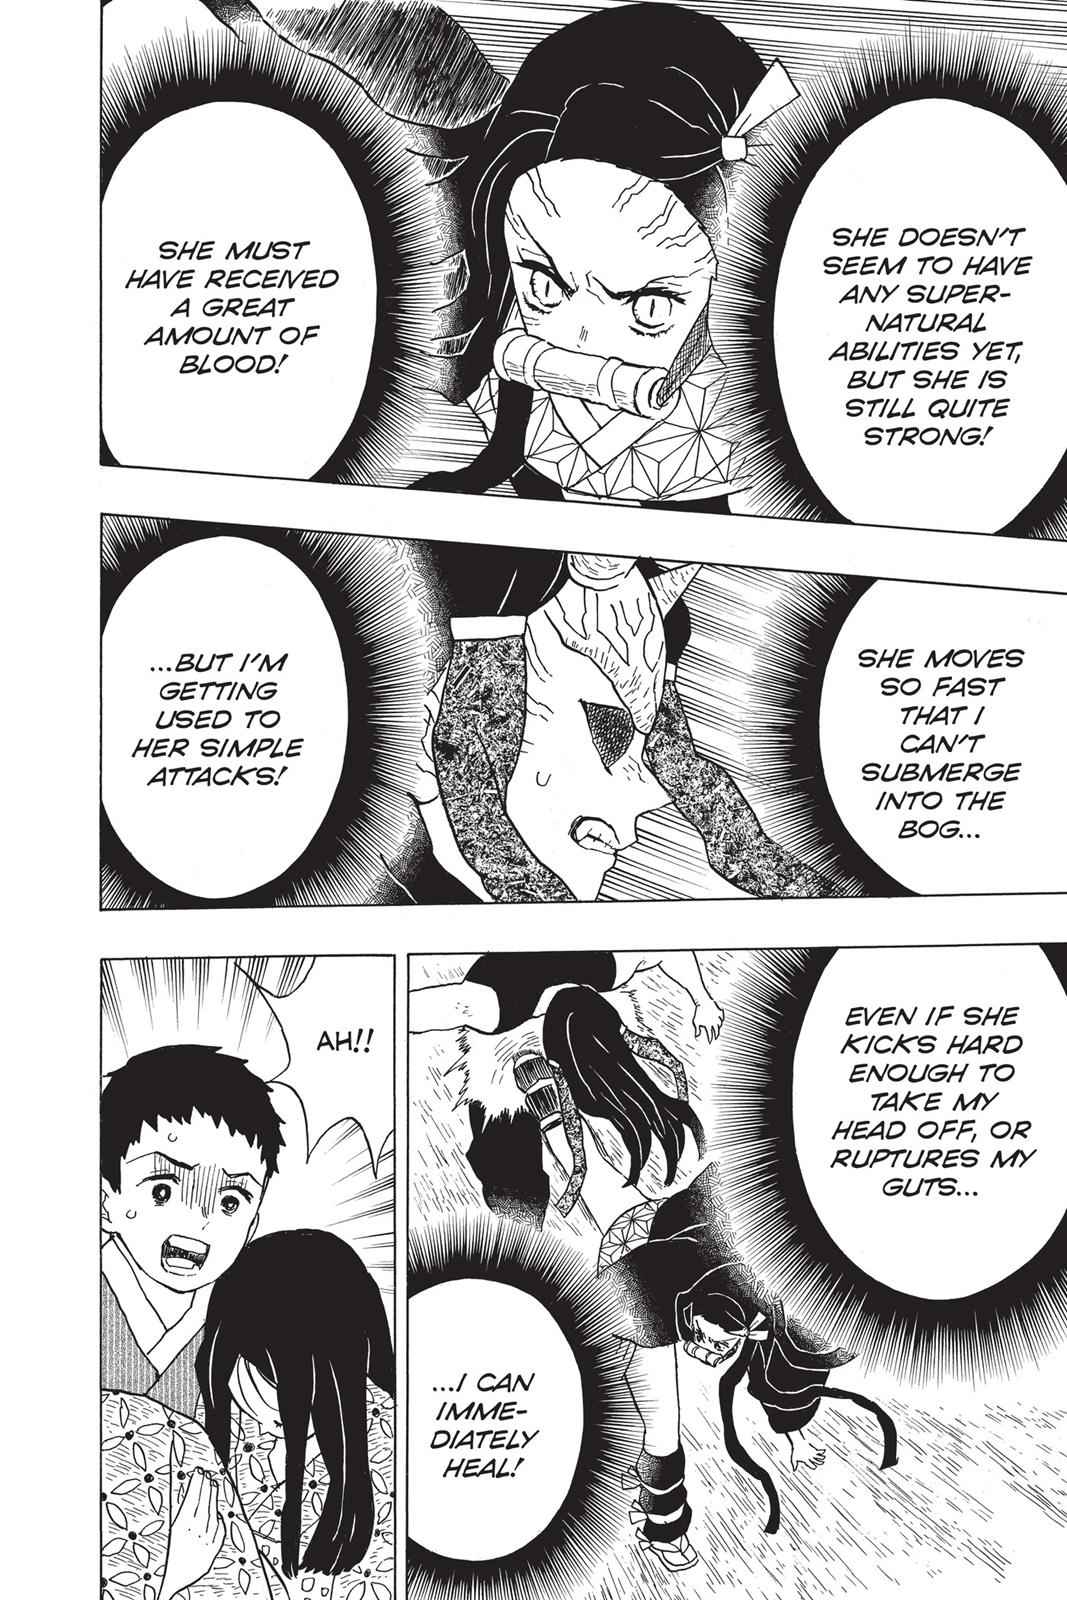 SHE DOESN'T
SEEM TO HAVE
ANY SUPER-
NATURAL
ABILITIES YET,
BUT SHE IS
STILL QUITE
STRONG!
SHE MUST
HAVE RECEIVED
A GREAT
AMOUNT OF
BLOOD!
SHE MOVES
SO FAST
THAT I
CAN'T
SUBMERGE
INTO THE
BOG...
...BUT I'M
GETTING
USED TO
HER SIMPLE
ATTACKS!
EVEN IF SHE
KICKS HARD
ENOUGH TO
TAKE MY
HEAD OFF, OR
RUPTURES MY
GUTS...
...I CAN
IMME-
DIATELY
HEAL!
AH!!